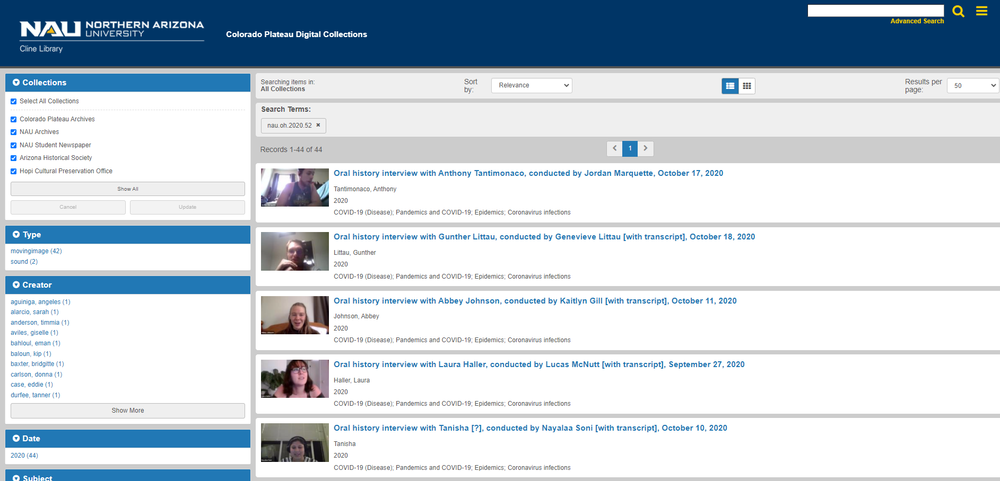 NAU NORTHERN ARIZONA
UNIVERSITY
Cline Library
Colorado Plateau Digital Collections
Advanced Search
Collections
Select All Collections
Colorado Plateau Archives
NAU Archives
NAU Student Newspaper
Arizona Historical Society
Hopi Cultural Preservation Office
Show All
Cancel Update
Type
movingimage (42)
sound (2)
Creator
aguiniga, angeles (1)
alarcio, sarah (1)
anderson, timmia (1)
aviles, giselle (1)
bahloul, eman (1)
baloun, kip (1)
baxter, bridgitte (1)
carlson, donna (1)
case, eddie (1)
durfee, tanner (1)
Show More
Date
2020 (44)
Subject
Searching items in:
All Collections
Sort
by:
Relevance
Results per
page:
50
Search Terms:
nau.oh.2020.52 ×
Records 1-44 of 44
1
Oral history interview with Anthony Tantimonaco, conducted by Jordan Marquette, October 17, 2020
Tantimonaco, Anthony
2020
COVID-19 (Disease); Pandemics and COVID-19; Epidemics; Coronavirus infections
Oral history interview with Gunther Littau, conducted by Genevieve Littau [with transcript], October 18, 2020
Littau, Gunther
2020
COVID-19 (Disease); Pandemics and COVID-19; Epidemics; Coronavirus infections
Oral history interview with Abbey Johnson, conducted by Kaitlyn Gill [with transcript], October 11, 2020
Johnson, Abbey
2020
COVID-19 (Disease); Pandemics and COVID-19; Epidemics; Coronavirus infections
Oral history interview with Laura Haller, conducted by Lucas McNutt [with transcript], September 27, 2020
Haller, Laura
2020
COVID-19 (Disease); Pandemics and COVID-19; Epidemics; Coronavirus infections
Oral history interview with Tanisha [?], conducted by Nayalaa Soni [with transcript], October 10, 2020
Tanisha
2020
COVID-19 (Disease); Pandemics and COVID-19; Epidemics; Coronavirus infections